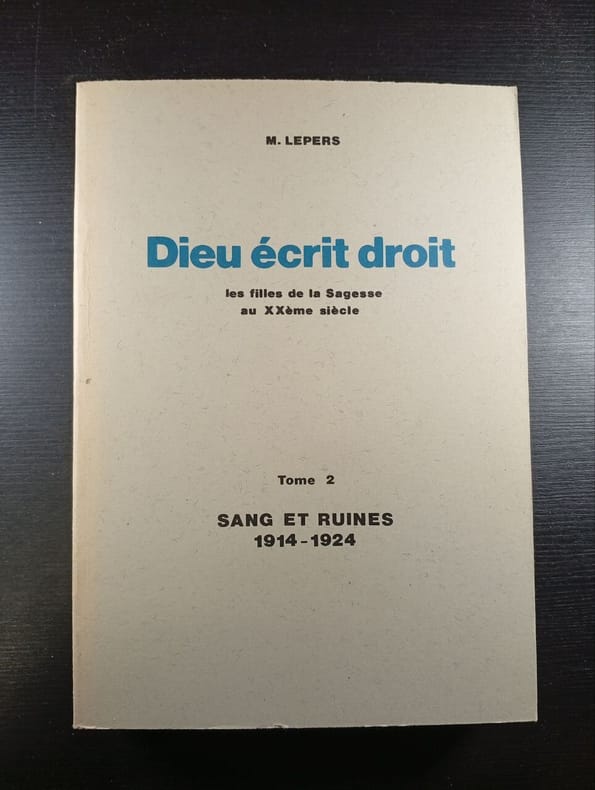 M. LEPERS
Dieu écrit droit
les filles de la Sagesse
au XXème siècle
Tome 2
SANG ET RUINES
1914-1924